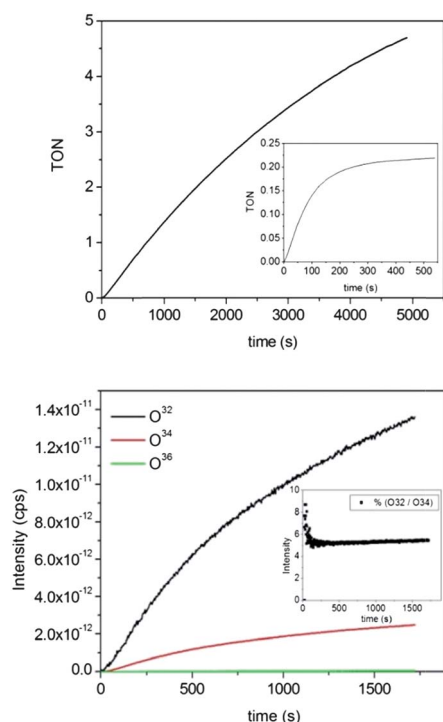 5
4
3
2
1
0
TON
0 1000 2000 3000 4000 5000
time (s)
0.25
0.20
0.15
0.10
0.05
0.00
TON
0 100 200 300 400 500
time (s)
1.4x10-11
1.2x10-11
1.0x10-11
8.0x10-12
6.0x10-12
4.0x10-12
2.0x10-12
0.0
Intensity (cps)
O32
O34
O36
0 500 1000 1500
time (s)
10
8
6
4
2
0
Intensity
% (O32 / O34)
0 500 1000 1500
time (s)